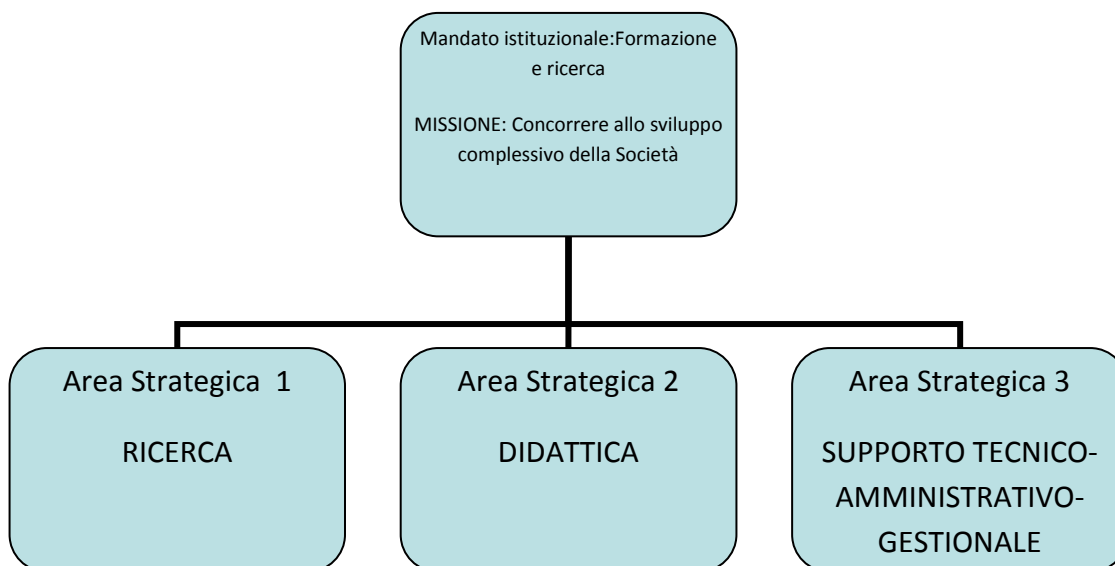 Mandato istituzionale:Formazione
e ricerca
MISSIONE: Concorrere allo sviluppo
complessivo della Società
Area Strategica 1
RICERCA
Area Strategica 2
DIDATTICA
Area Strategica 3
SUPPORTO TECNICO-
AMMINISTRATIVO-
GESTIONALE